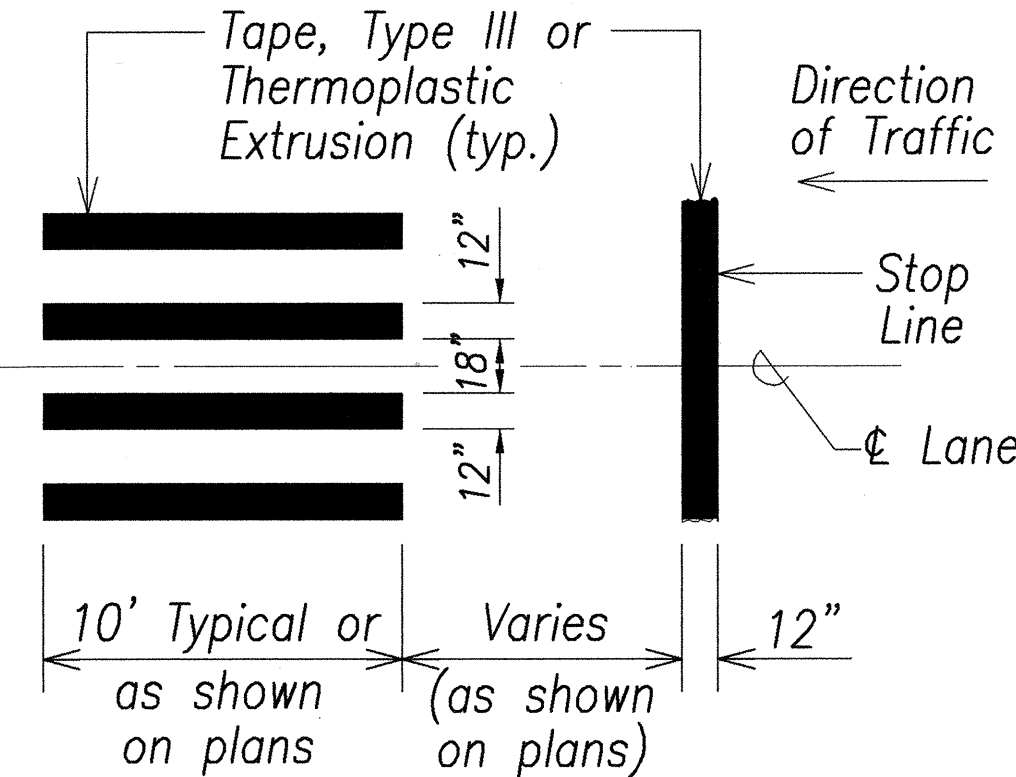 Tape, Type III or
Thermoplastic
Extrusion (typ.)
Direction
of Traffic
12"
18"
12"
Stop
Line
℄ Lane
10' Typical or
as shown
on plans
Varies
(as shown
on plans)
12"